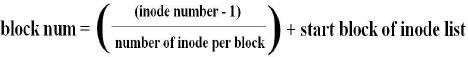 block num = ( (inode number - 1) / number of inode per block ) + start block of inode list